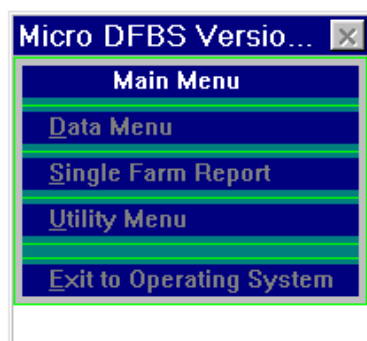 Micro DFBS Versio...
Main Menu
Data Menu
Single Farm Report
Utility Menu
Exit to Operating System